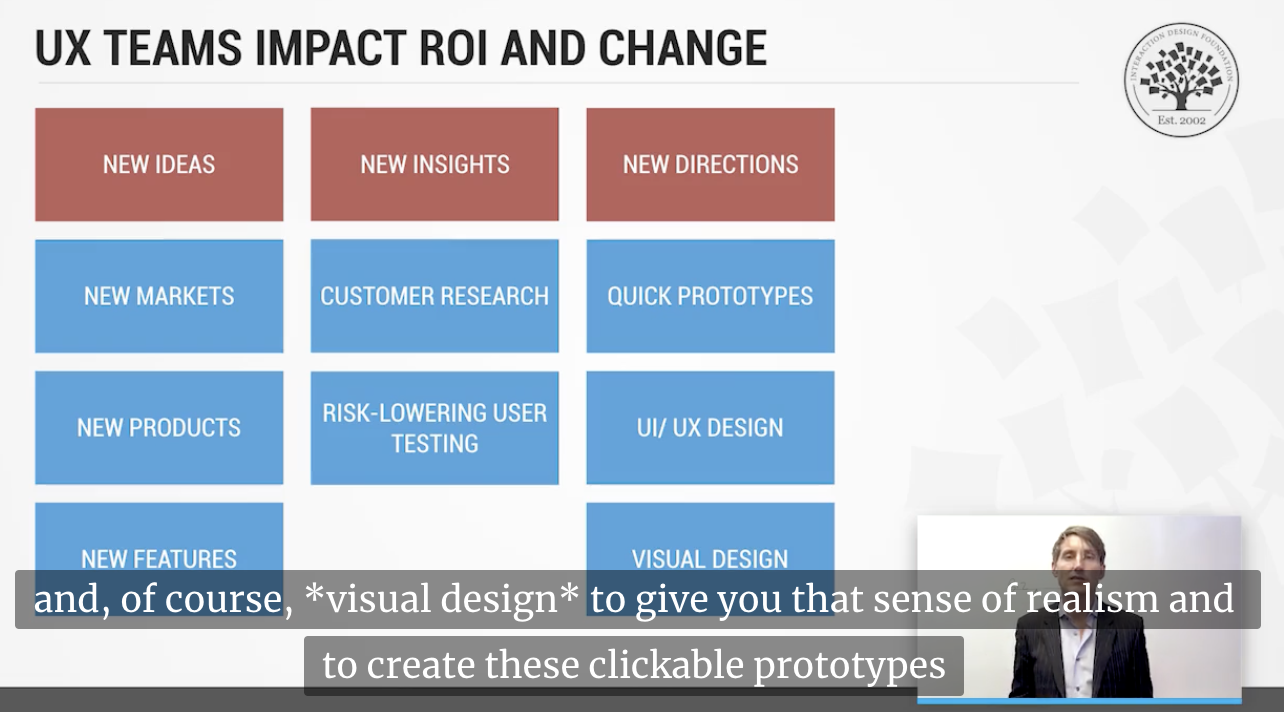 UX TEAMS IMPACT ROI AND CHANGE
INTERACTION DESIGN FOUNDATION
Est. 2002
NEW IDEAS
NEW INSIGHTS
NEW DIRECTIONS
NEW MARKETS
CUSTOMER RESEARCH
QUICK PROTOTYPES
NEW PRODUCTS
RISK-LOWERING USER
TESTING
UI/ UX DESIGN
NEW FEATURES
VISUAL DESIGN
and, of course, *visual design* to give you that sense of realism and
to create these clickable prototypes